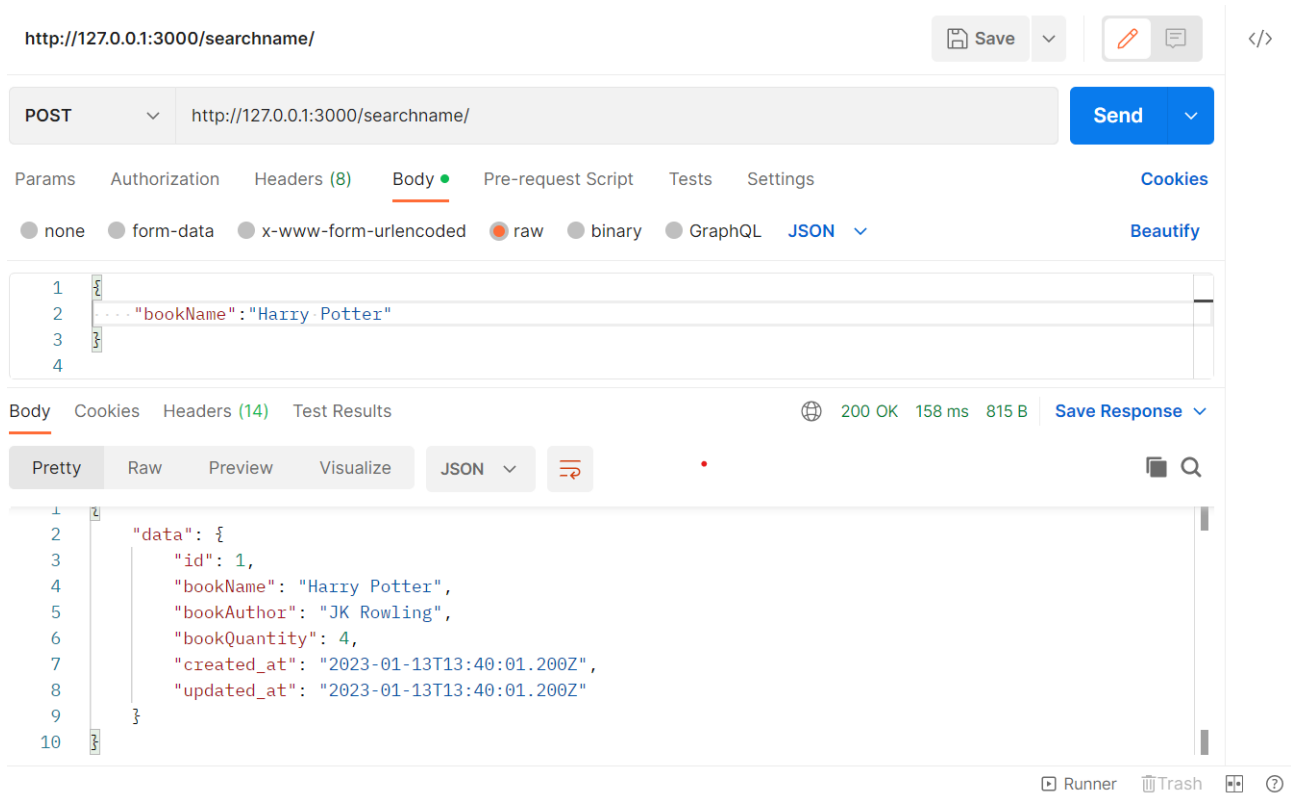 http://127.0.0.1:3000/searchname/ Save
POST http://127.0.0.1:3000/searchname/ Send
Params Authorization Headers (8) Body Pre-request Script Tests Settings Cookies
none form-data x-www-form-urlencoded raw binary GraphQL JSON Beautify
1 {
2 "bookName":"Harry Potter"
3 }
4
Body Cookies Headers (14) Test Results 200 OK 158 ms 815 B Save Response
Pretty Raw Preview Visualize JSON
1 {
2 "data": {
3 "id": 1,
4 "bookName": "Harry Potter",
5 "bookAuthor": "JK Rowling",
6 "bookQuantity": 4,
7 "created_at": "2023-01-13T13:40:01.200Z",
8 "updated_at": "2023-01-13T13:40:01.200Z"
9 }
10 }
Runner Trash